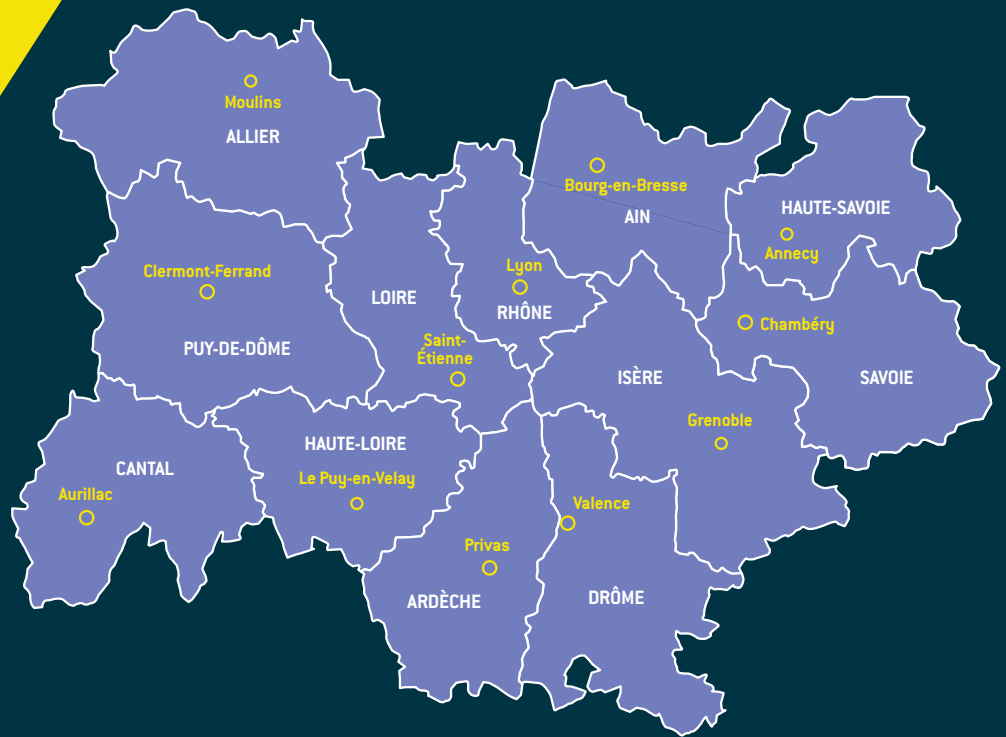 Moulins
ALLIER
Bourg-en-Bresse
AIN
HAUTE-SAVOIE
Annecy
Clermont-Ferrand
PUY-DE-DÔME
LOIRE
Lyon
RHÔNE
Saint-
Étienne
Chambéry
SAVOIE
ISÈRE
Grenoble
HAUTE-LOIRE
Le Puy-en-Velay
CANTAL
Aurillac
Valence
Privas
ARDÈCHE
DRÔME